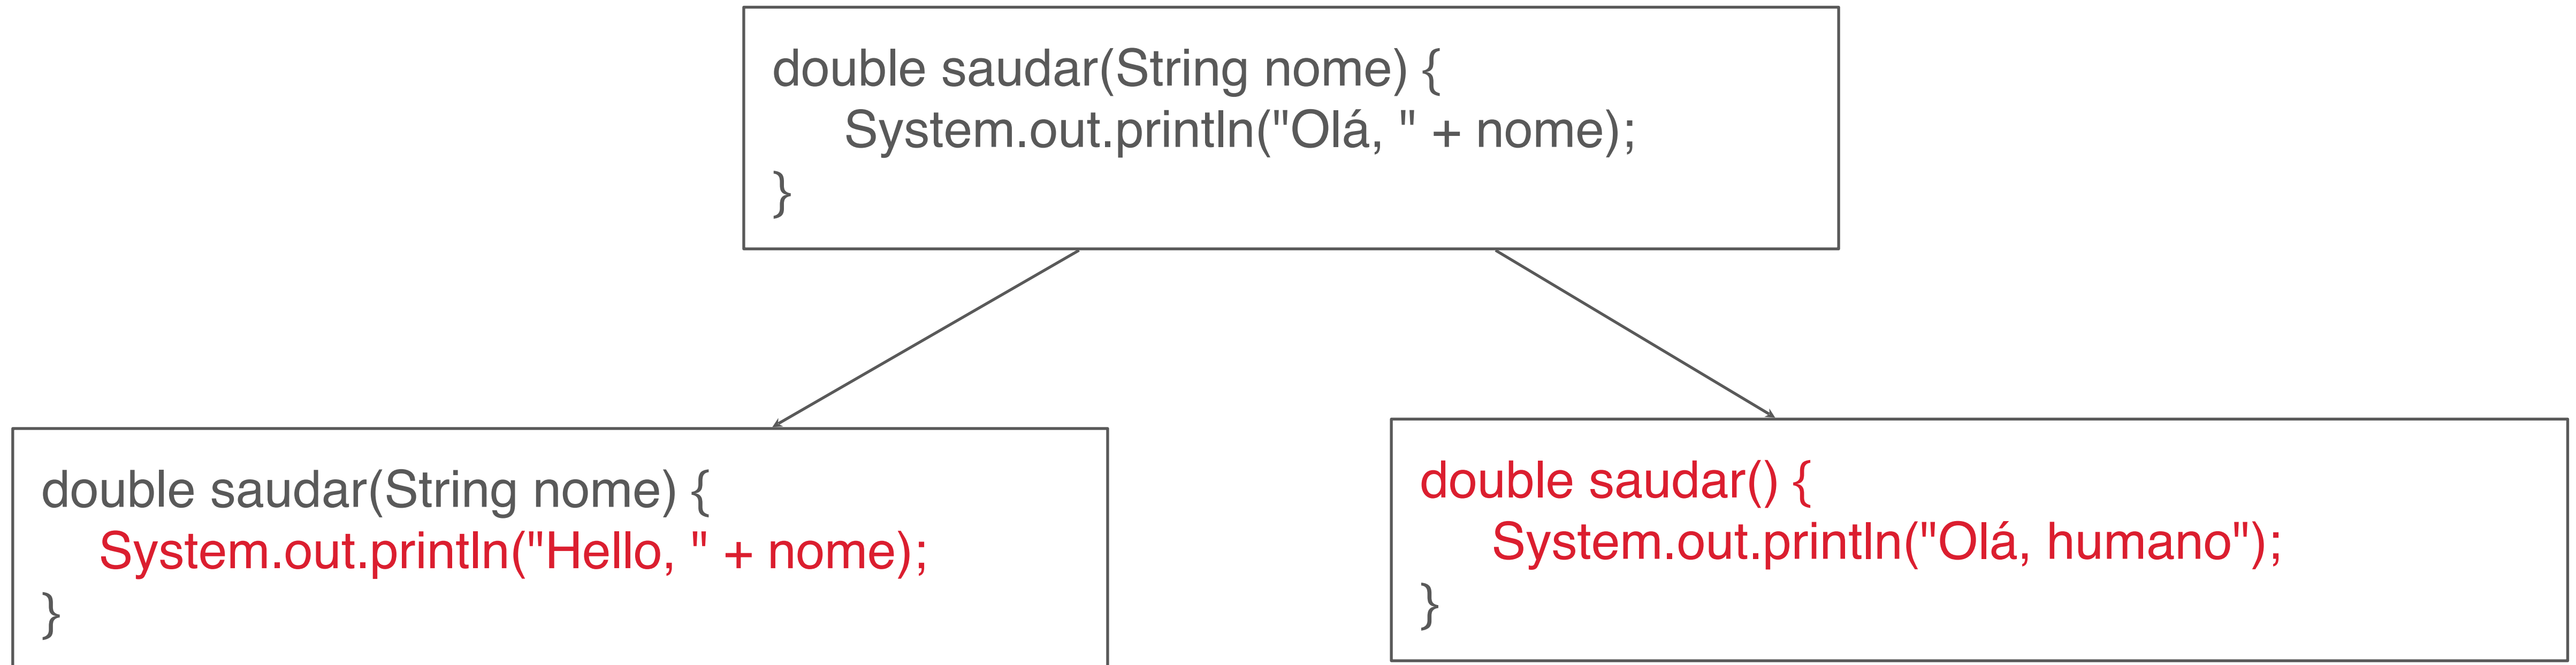 double saudar(String nome) {
System.out.println("Olá, " + nome);
}
double saudar(String nome) {
System.out.println("Hello, " + nome);
}
double saudar() {
System.out.println("Olá, humano");
}